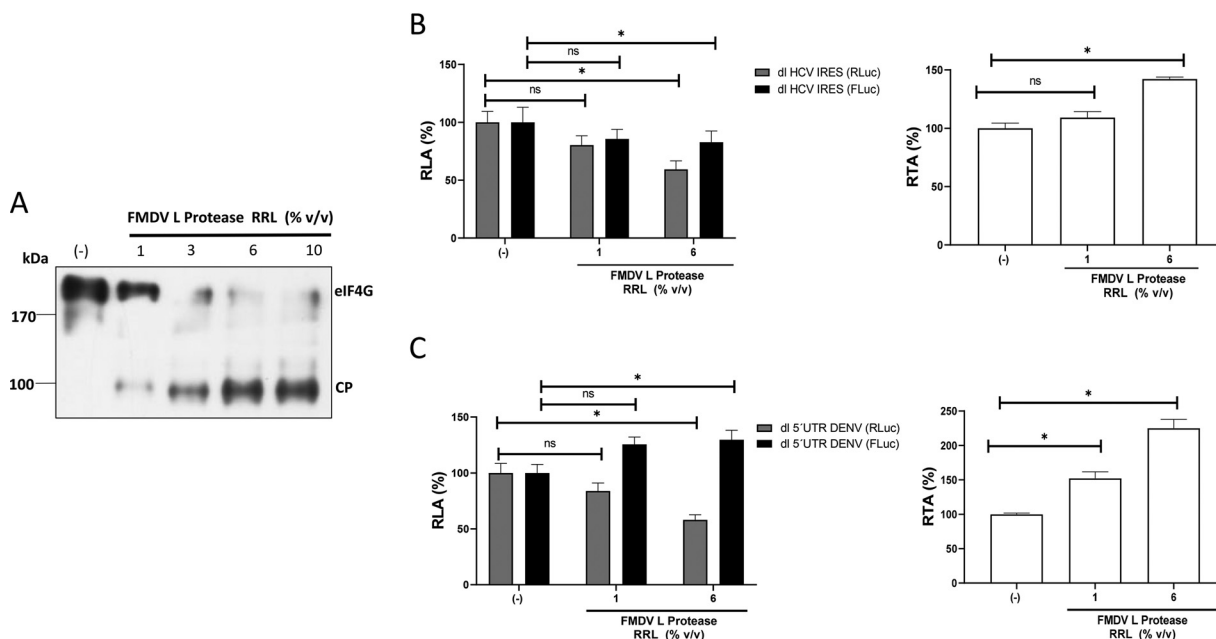 A
FMDV L Protease RRL (% v/v)
(-) 1 3 6 10
kDa
eIF4G
170
100
CP
B
*
ns
*
ns
dl HCV IRES (RLuc)
dl HCV IRES (FLuc)
RLA (%)
150
100
50
0
(-) 1 6
FMDV L Protease
RRL (% v/v)
*
ns
RTA (%)
150
100
50
0
(-) 1 6
FMDV L Protease
RRL (% v/v)
C
*
ns
*
ns
dl 5´UTR DENV (RLuc)
dl 5´UTR DENV (FLuc)
RLA (%)
150
100
50
0
(-) 1 6
FMDV L Protease
RRL (% v/v)
*
*
RTA (%)
250
200
150
100
50
0
(-) 1 6
FMDV L Protease
RRL (% v/v)